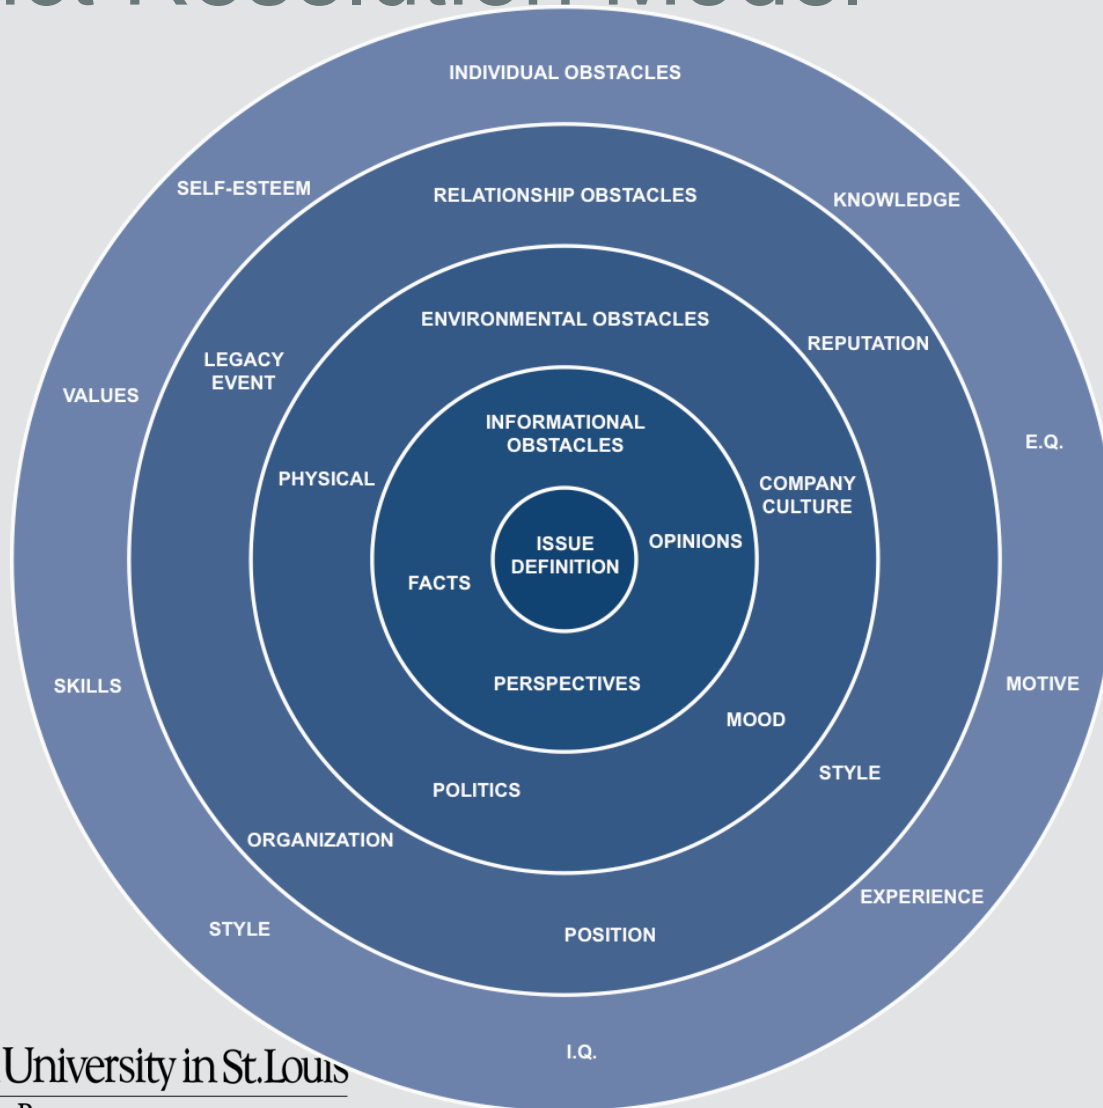 INDIVIDUAL OBSTACLES
SELF-ESTEEM
KNOWLEDGE
VALUES
E.Q.
SKILLS
MOTIVE
STYLE
EXPERIENCE
I.Q.
RELATIONSHIP OBSTACLES
LEGACY
EVENT
REPUTATION
ORGANIZATION
STYLE
POSITION
ENVIRONMENTAL OBSTACLES
PHYSICAL
COMPANY
CULTURE
POLITICS
MOOD
INFORMATIONAL
OBSTACLES
FACTS
OPINIONS
PERSPECTIVES
ISSUE
DEFINITION
University in St.Louis